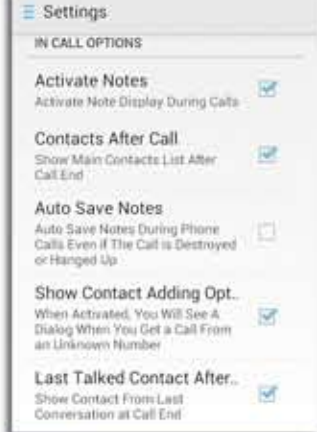 Settings
IN CALL OPTIONS
Activate Notes
Activate Note Display During Calls
Contacts After Call
Show Main Contacts List After
Call End
Auto Save Notes
Auto Save Notes During Phone
Calls Even if The Call is Destroyed
or Hanged Up
Show Contact Adding Opt..
When Activated, You Will See A
Dialog When You Get a Call From
an Unknown Number
Last Talked Contact After..
Show Contact From Last
Conversation at Call End